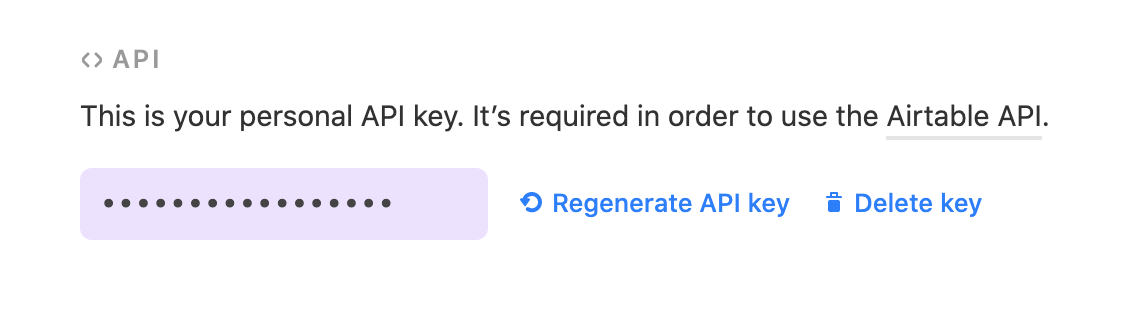 <> API
This is your personal API key. It’s required in order to use the Airtable API.
••••••••••••••••• Regenerate API key Delete key